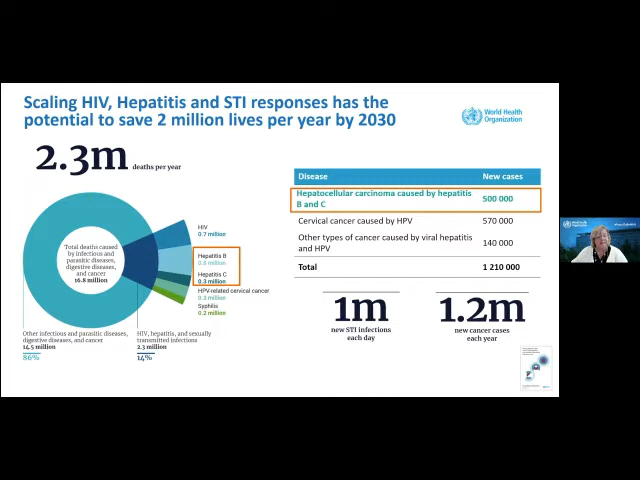 Scaling HIV, Hepatitis and STI responses has the
potential to save 2 million lives per year by 2030
World Health
Organization
2.3m deaths per year
HIV
0.7 million
Hepatitis B
0.8 million
Hepatitis C
0.3 million
HPV-related cervical cancer
0.3 million
Syphilis
0.2 million
Total deaths caused
by infectious and
parasitic diseases,
digestive diseases,
and cancer
16.8 million
Other infectious and parasitic diseases,
digestive diseases, and cancer
14.5 million
86%
HIV, hepatitis, and sexually
transmitted infections
2.3 million
14%
Disease New cases
Hepatocellular carcinoma caused by hepatitis
B and C 500 000
Cervical cancer caused by HPV 570 000
Other types of cancer caused by viral hepatitis
and HPV 140 000
Total 1 210 000
1m
new STI infections
each day
1.2m
new cancer cases
each year
World Health
Organization